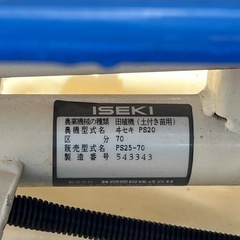 ISEKI
農業機械の種類 田植機(土付き苗用)
農機型式名 ヰセキ PS20
区分 70
販売型式名 PS25-70
製造番号 543343